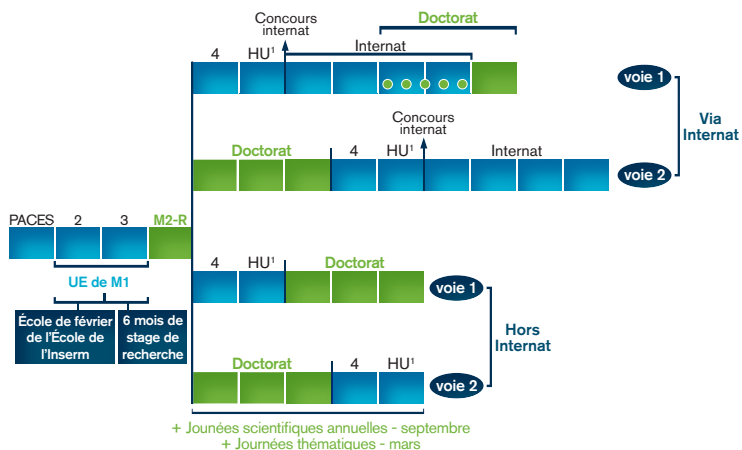 Concours
internat
Doctorat
4 HU¹ Internat
voie 1
Concours
internat
Via
Internat
Doctorat 4 HU¹ Internat
voie 2
PACES 2 3 M2-R
4 HU¹ Doctorat
UE de M1
voie 1
École de février
de l'École de
l'Inserm
6 mois de
stage de
recherche
Hors
Internat
Doctorat 4 HU¹
voie 2
+ Jounées scientifiques annuelles - septembre
+ Journées thématiques - mars